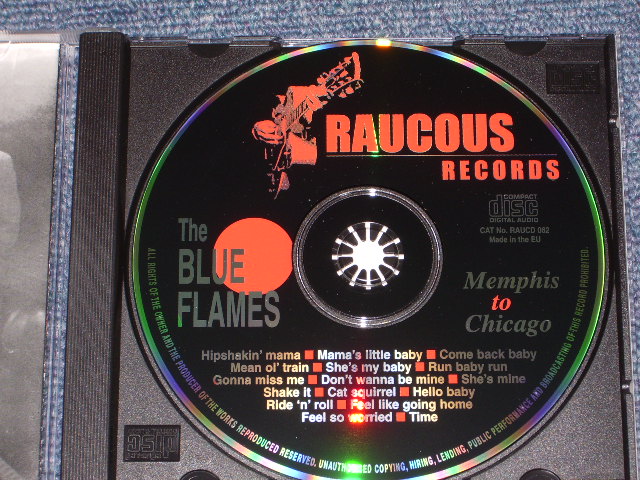 RAUCOUS
RECORDS
COMPACT
disc
DIGITAL AUDIO
CAT No. RAUCD 082
Made in the EU
The
BLUE
FLAMES
Memphis
to
Chicago
Hipshakin' mama ■ Mama's little baby ■ Come back baby
Mean ol' train ■ She's my baby ■ Run baby run
Gonna miss me ■ Don't wanna be mine ■ She's mine
Shake it ■ Cat squirrel ■ Hello baby
Ride 'n' roll ■ Feel like going home
Feel so worried ■ Time
ALL RIGHTS OF THE OWNER AND THE PRODUCER OF THE WORKS REPRODUCED RESERVED. UNAUTHORISED COPYING, HIRING, LENDING, PUBLIC PERFORMANCE AND BROADCASTING OF THIS RECORD PROHIBITED.
disc